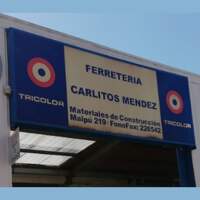 FERRETERIA
CARLITOS MENDEZ
Materiales de Construcción
Maipú 219 · FonoFax: 226542
TRICOLOR
TRICOLOR